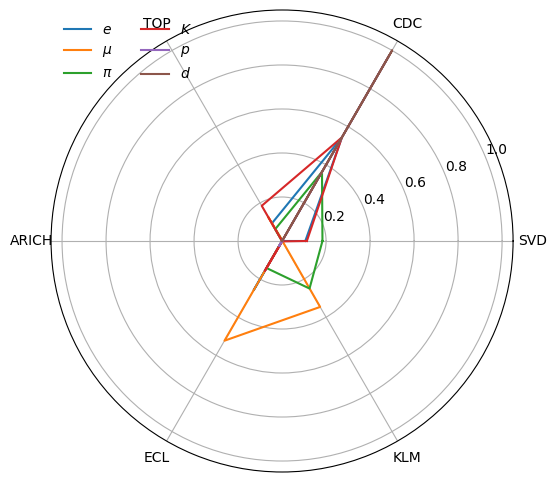 TOP CDC
e K
μ p
π d
1.0
0.8
0.6
0.4
0.2
ARICH SVD
ECL KLM